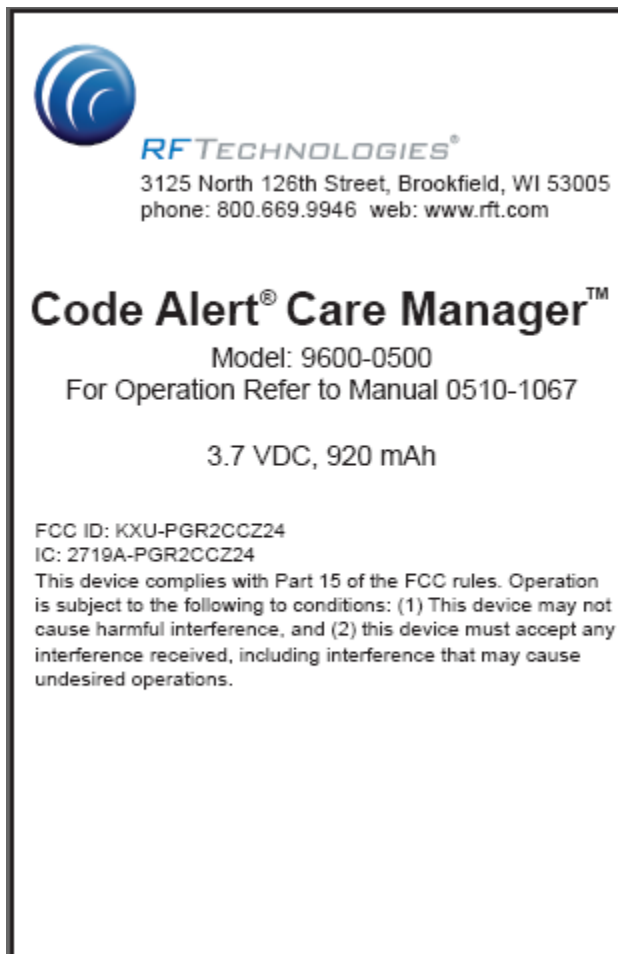 RFTECHNOLOGIES®
3125 North 126th Street, Brookfield, WI 53005
phone: 800.669.9946 web: www.rft.com
Code Alert® Care Manager™
Model: 9600-0500
For Operation Refer to Manual 0510-1067
3.7 VDC, 920 mAh
FCC ID: KXU-PGR2CCZ24
IC: 2719A-PGR2CCZ24
This device complies with Part 15 of the FCC rules. Operation
is subject to the following to conditions: (1) This device may not
cause harmful interference, and (2) this device must accept any
interference received, including interference that may cause
undesired operations.